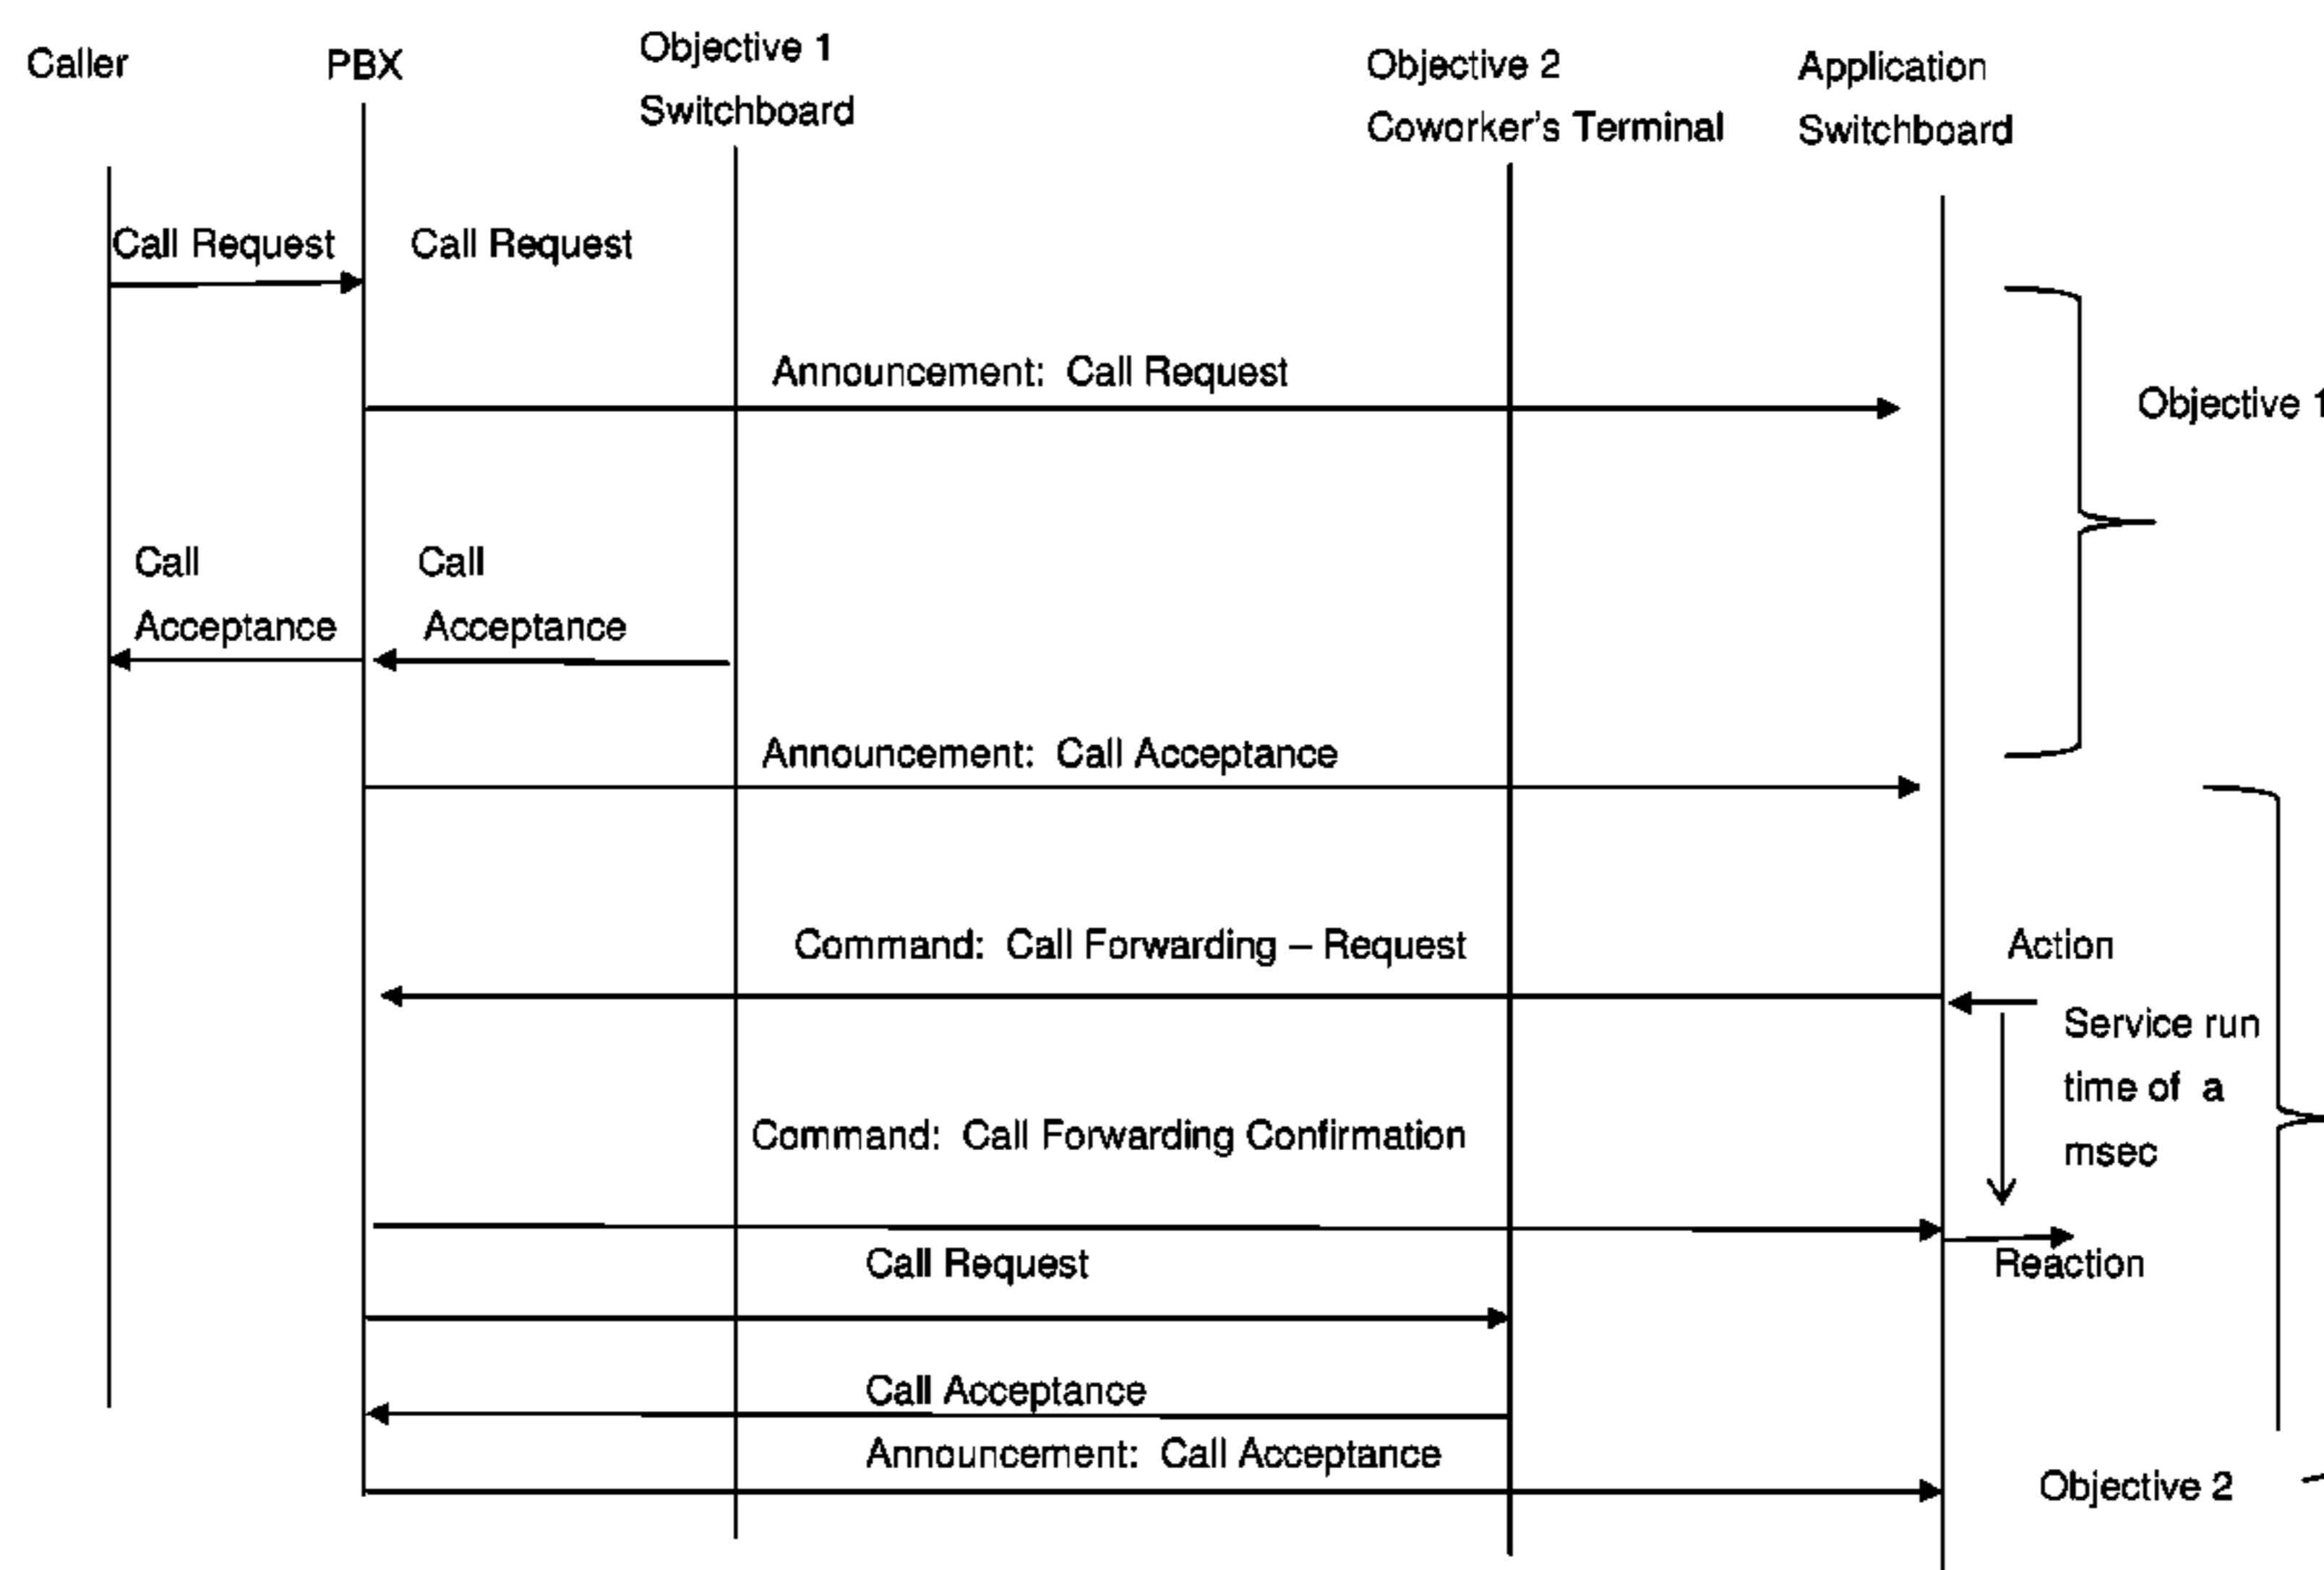 Caller
PBX
Objective 1
Switchboard
Objective 2
Coworker's Terminal
Application
Switchboard
Call Request
Call Request
Announcement: Call Request
Objective 1
Call
Acceptance
Call
Acceptance
Announcement: Call Acceptance
Command: Call Forwarding – Request
Action
Service run
time of a
msec
Command: Call Forwarding Confirmation
Call Request
Reaction
Call Acceptance
Announcement: Call Acceptance
Objective 2